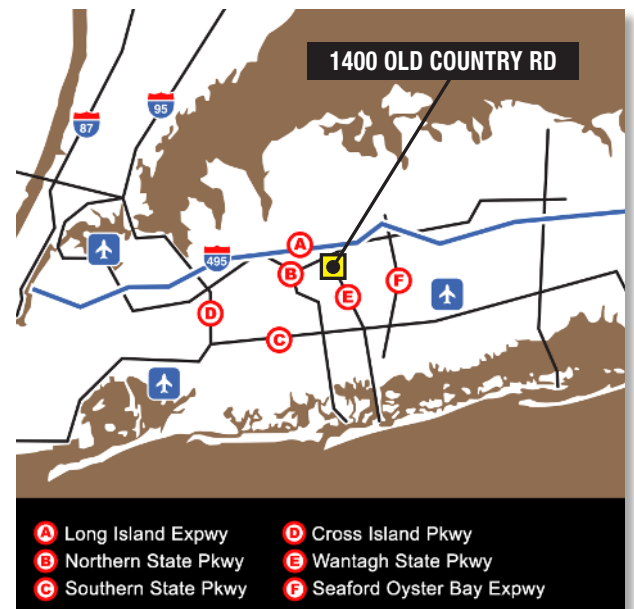 1400 OLD COUNTRY RD
95
87
A
495
B
F
E
D
C
A Long Island Expwy
B Northern State Pkwy
C Southern State Pkwy
D Cross Island Pkwy
E Wantagh State Pkwy
F Seaford Oyster Bay Expwy